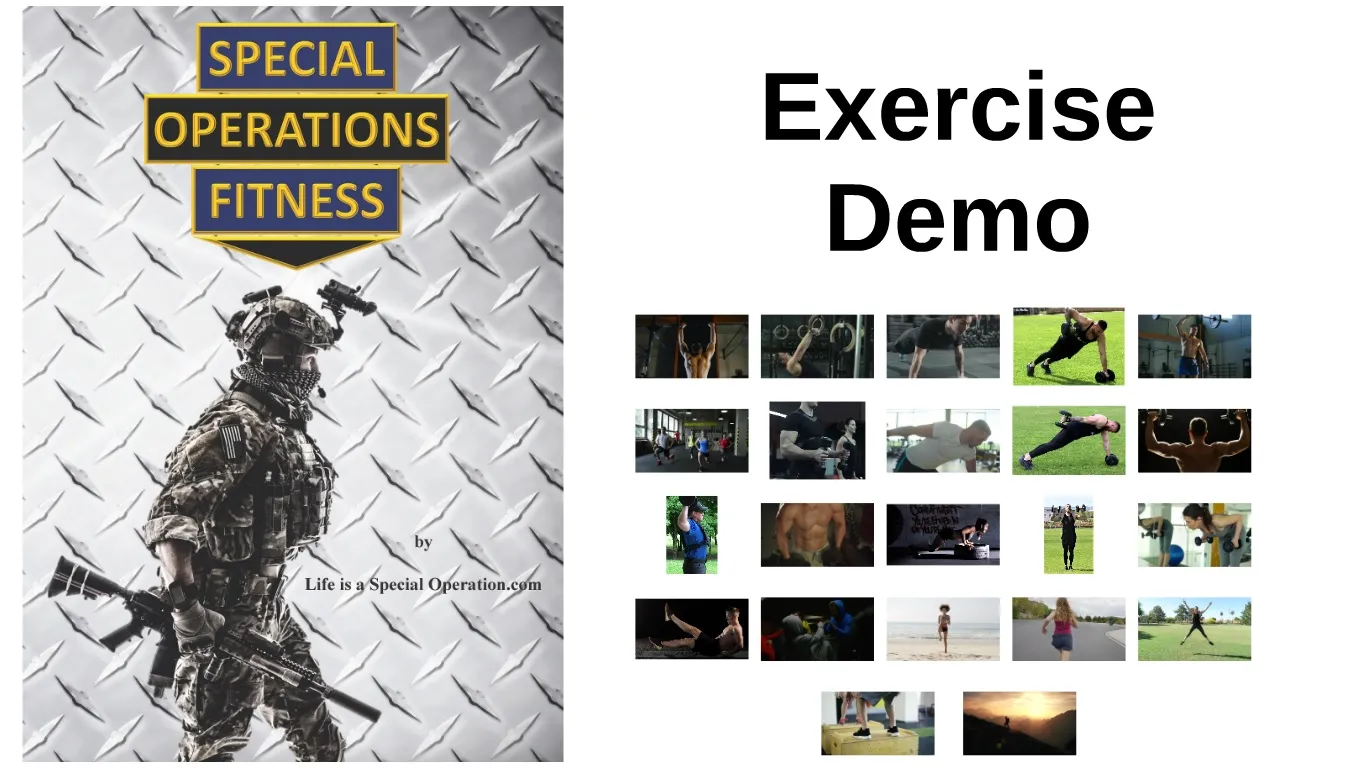 SPECIAL
OPERATIONS
FITNESS
by
Life is a Special Operation.com
Exercise
Demo